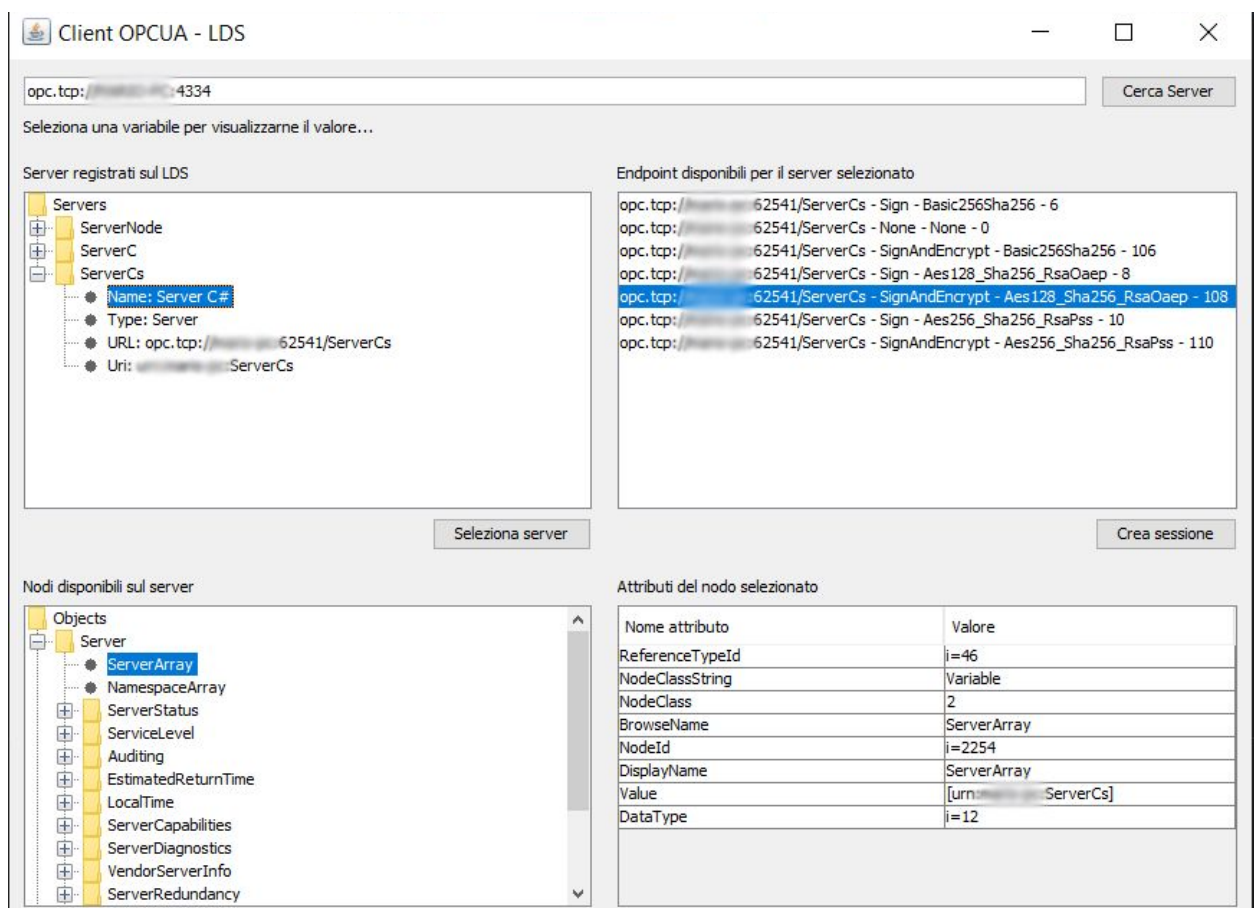 Client OPCUA - LDS
opc.tcp:/ :4334
Cerca Server
Seleziona una variabile per visualizzarne il valore...
Server registrati sul LDS
Servers
ServerNode
ServerC
ServerCs
Name: Server C#
Type: Server
URL: opc.tcp:/ 62541/ServerCs
Uri: ServerCs
Seleziona server
Endpoint disponibili per il server selezionato
opc.tcp:/ 62541/ServerCs - Sign - Basic256Sha256 - 6
opc.tcp:/ 62541/ServerCs - None - None - 0
opc.tcp:/ 62541/ServerCs - SignAndEncrypt - Basic256Sha256 - 106
opc.tcp:/ 62541/ServerCs - Sign - Aes128_Sha256_RsaOaep - 8
opc.tcp:/ 62541/ServerCs - SignAndEncrypt - Aes128_Sha256_RsaOaep - 108
opc.tcp:/ 62541/ServerCs - Sign - Aes256_Sha256_RsaPss - 10
opc.tcp:/ 62541/ServerCs - SignAndEncrypt - Aes256_Sha256_RsaPss - 110
Crea sessione
Nodi disponibili sul server
Objects
Server
ServerArray
NamespaceArray
ServerStatus
ServiceLevel
Auditing
EstimatedReturnTime
LocalTime
ServerCapabilities
ServerDiagnostics
VendorServerInfo
ServerRedundancy
Attributi del nodo selezionato
Nome attributo Valore
ReferenceTypeId i=46
NodeClassString Variable
NodeClass 2
BrowseName ServerArray
NodeId i=2254
DisplayName ServerArray
Value [urn: :ServerCs]
DataType i=12